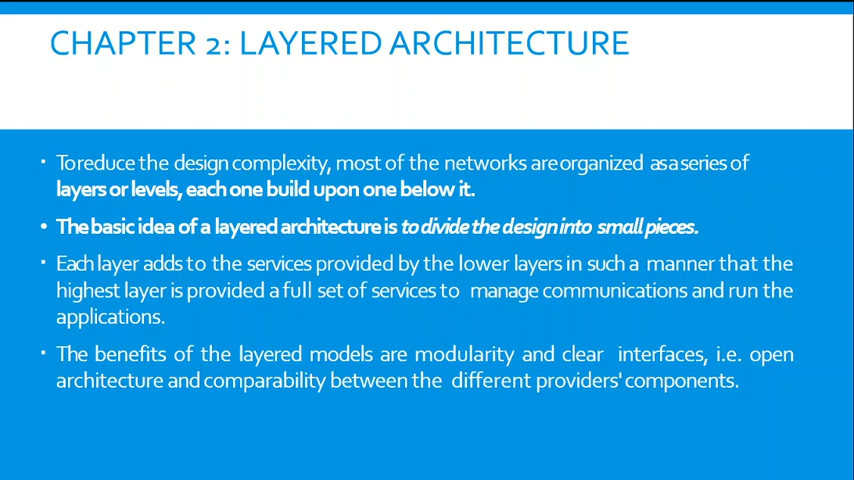 CHAPTER 2: LAYERED ARCHITECTURE
▪ To reduce the design complexity, most of the networks are organized as a series of
layers or levels, each one build upon one below it.
• The basic idea of a layered architecture is to divide the design into small pieces.
▪ Each layer adds to the services provided by the lower layers in such a manner that the
highest layer is provided a full set of services to manage communications and run the
applications.
▪ The benefits of the layered models are modularity and clear interfaces, i.e. open
architecture and comparability between the different providers' components.